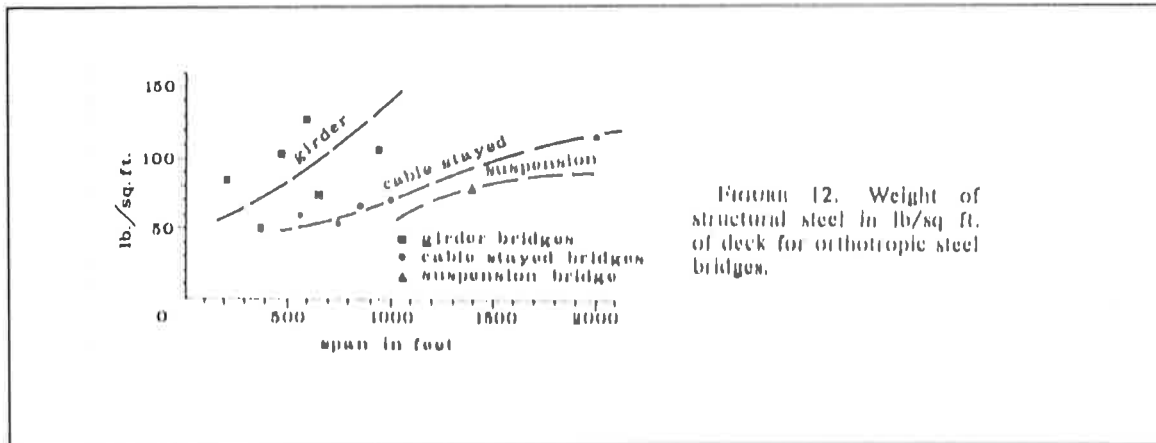 150
100
50
0
lb./sq.ft.
girder
cable stayed
suspension
girder bridges
cable stayed bridges
suspension bridge
500
1000
1500
2000
span in feet
FIGURE 12. Weight of
structural steel in lb/sq ft.
of deck for orthotropic steel
bridges.